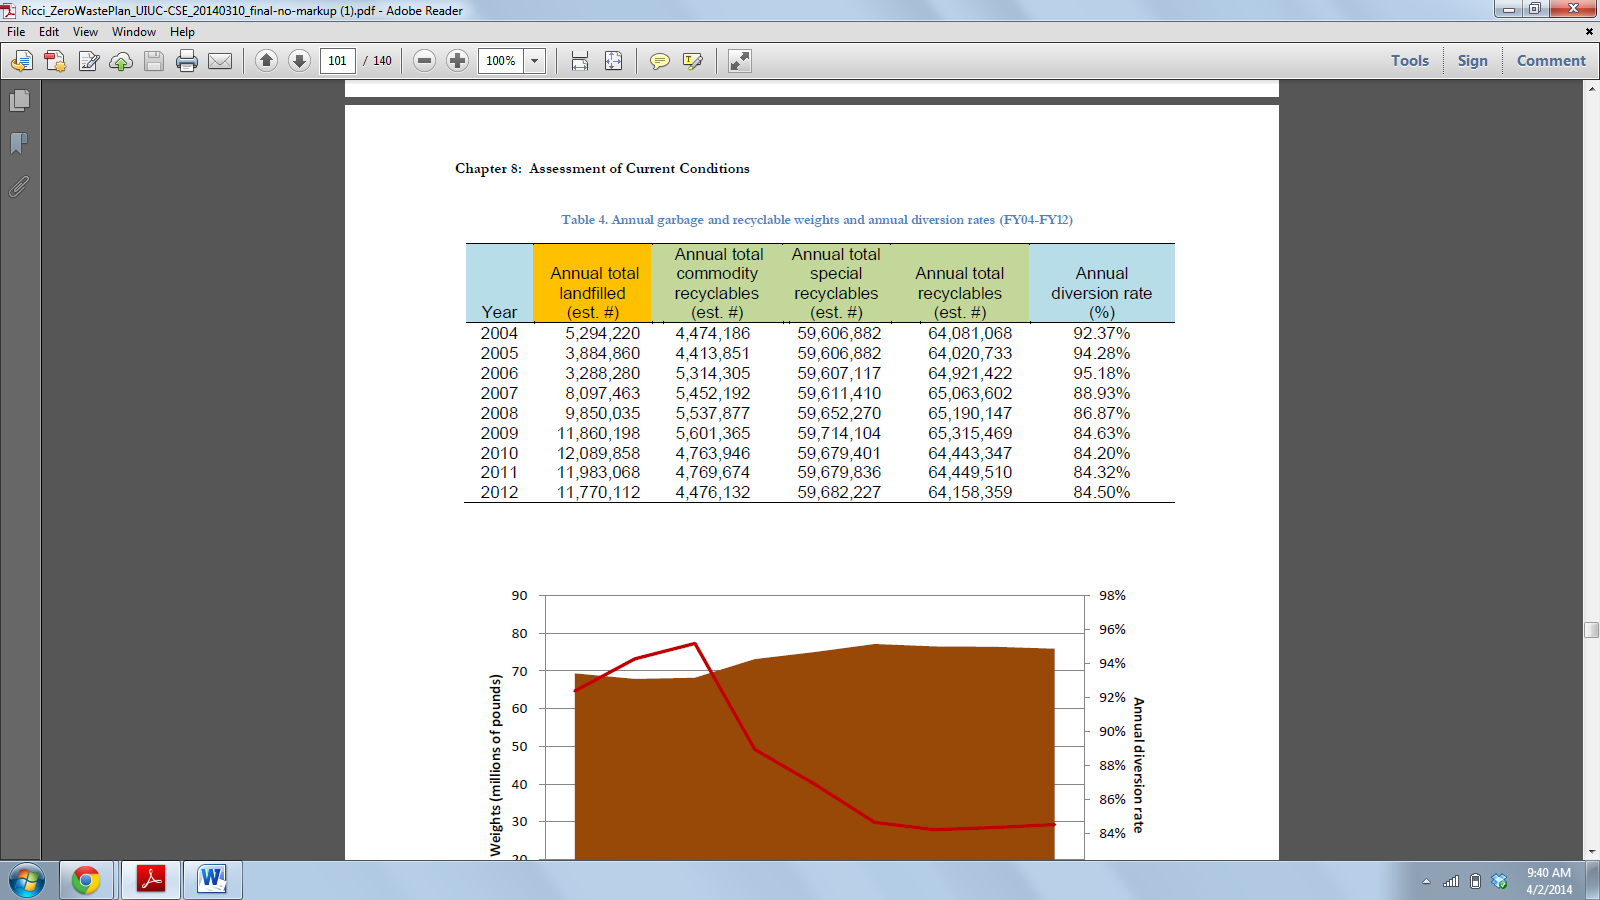 Ricci_ZeroWastePlan_UIUC-CSE_20140310_final-no-markup (1).pdf - Adobe Reader
File Edit View Window Help
101 / 140 100% Tools Sign Comment
Chapter 8: Assessment of Current Conditions
Table 4. Annual garbage and recyclable weights and annual diversion rates (FY04-FY12)
Year Annual total landfilled (est. #) Annual total commodity recyclables (est. #) Annual total special recyclables (est. #) Annual total recyclables (est. #) Annual diversion rate (%)
2004 5,294,220 4,474,186 59,606,882 64,081,068 92.37%
2005 3,884,860 4,413,851 59,606,882 64,020,733 94.28%
2006 3,288,280 5,314,305 59,607,117 64,921,422 95.18%
2007 8,097,463 5,452,192 59,611,410 65,063,602 88.93%
2008 9,850,035 5,537,877 59,652,270 65,190,147 86.87%
2009 11,860,198 5,601,365 59,714,104 65,315,469 84.63%
2010 12,089,858 4,763,946 59,679,401 64,443,347 84.20%
2011 11,983,068 4,769,674 59,679,836 64,449,510 84.32%
2012 11,770,112 4,476,132 59,682,227 64,158,359 84.50%
Weights (millions of pounds)
90
80
70
60
50
40
30
20
98%
96%
94%
92%
90%
88%
86%
84%
Annual diversion rate
9:40 AM
4/2/2014